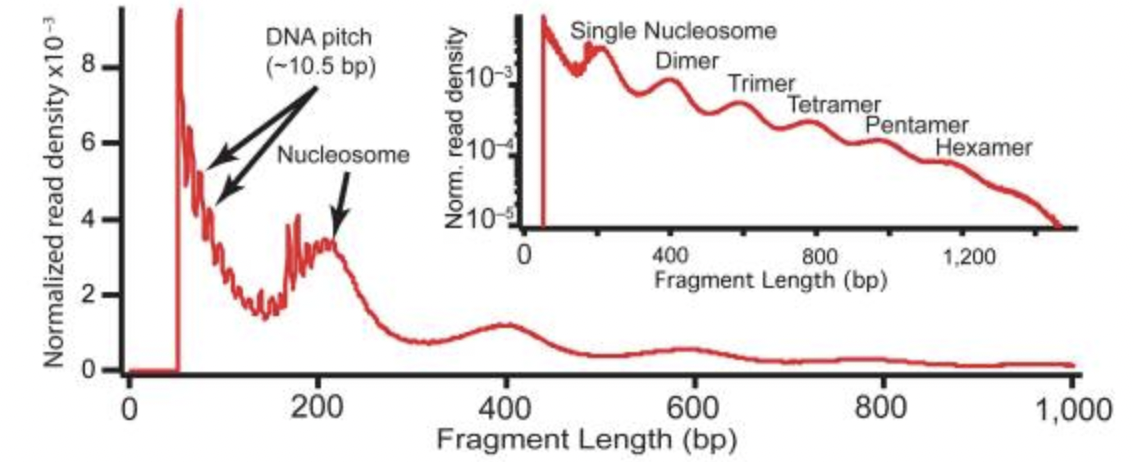 Normalized read density x10⁻³
8
6
4
2
0
DNA pitch
(~10.5 bp)
Nucleosome
0
200
400
600
800
1,000
Fragment Length (bp)
Norm. read density
10⁻³
10⁻⁴
10⁻⁵
Single Nucleosome
Dimer
Trimer
Tetramer
Pentamer
Hexamer
0
400
800
1,200
Fragment Length (bp)